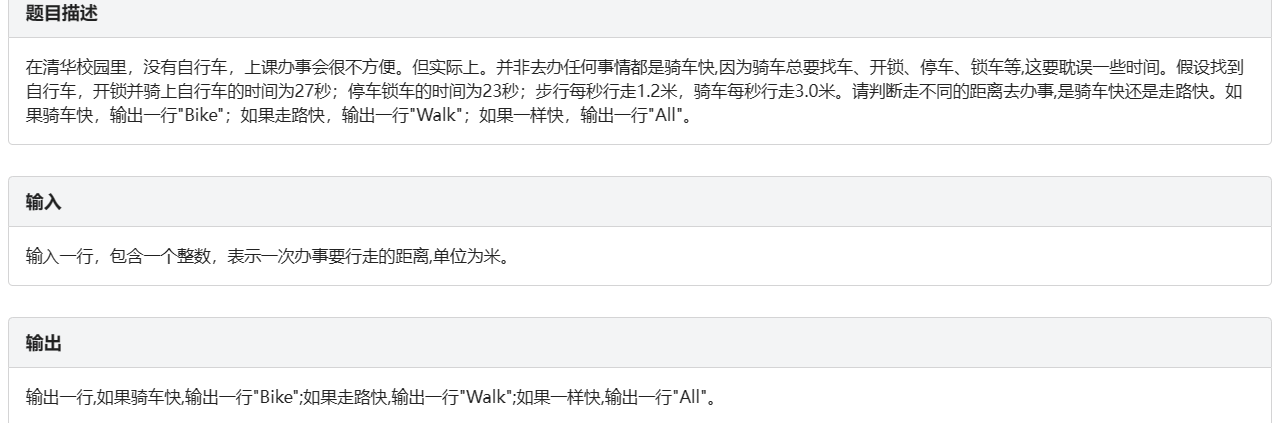 题目描述
在清华校园里，没有自行车，上课办事会很不方便。但实际上。并非去办任何事情都是骑车快,因为骑车总要找车、开锁、停车、锁车等,这要耽误一些时间。假设找到
自行车，开锁并骑上自行车的时间为27秒；停车锁车的时间为23秒；步行每秒行走1.2米，骑车每秒行走3.0米。请判断走不同的距离去办事,是骑车快还是走路快。如
果骑车快，输出一行"Bike"；如果走路快，输出一行"Walk"；如果一样快，输出一行"All"。
输入
输入一行，包含一个整数，表示一次办事要行走的距离,单位为米。
输出
输出一行,如果骑车快,输出一行"Bike";如果走路快,输出一行"Walk";如果一样快,输出一行"All"。